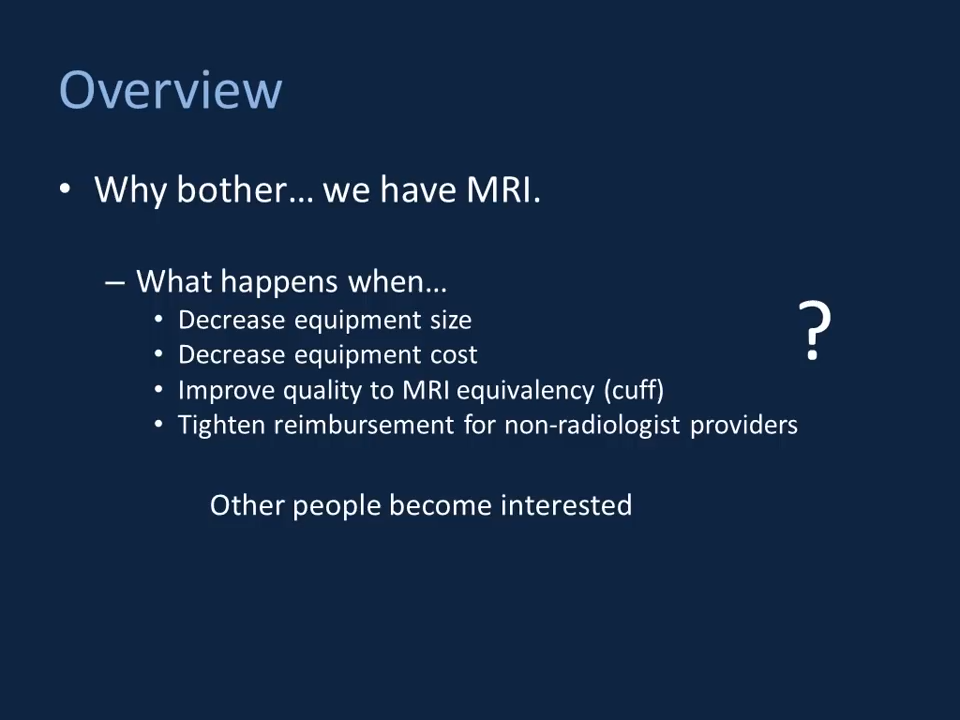 Overview
• Why bother… we have MRI.
– What happens when…
• Decrease equipment size
• Decrease equipment cost
• Improve quality to MRI equivalency (cuff)
• Tighten reimbursement for non-radiologist providers
?
Other people become interested